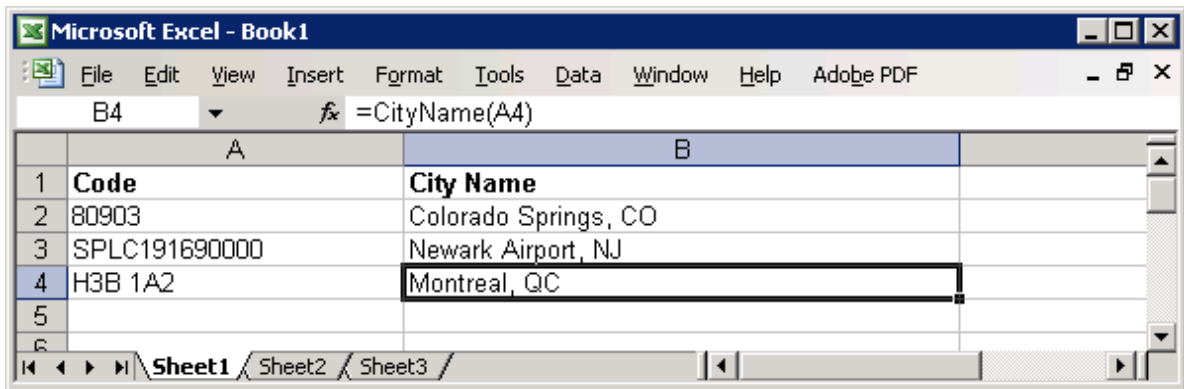 Microsoft Excel - Book1
File Edit View Insert Format Tools Data Window Help Adobe PDF
B4 fx =CityName(A4)
A B
1 Code City Name
2 80903 Colorado Springs, CO
3 SPLC191690000 Newark Airport, NJ
4 H3B 1A2 Montreal, QC
5
6
Sheet1 Sheet2 Sheet3